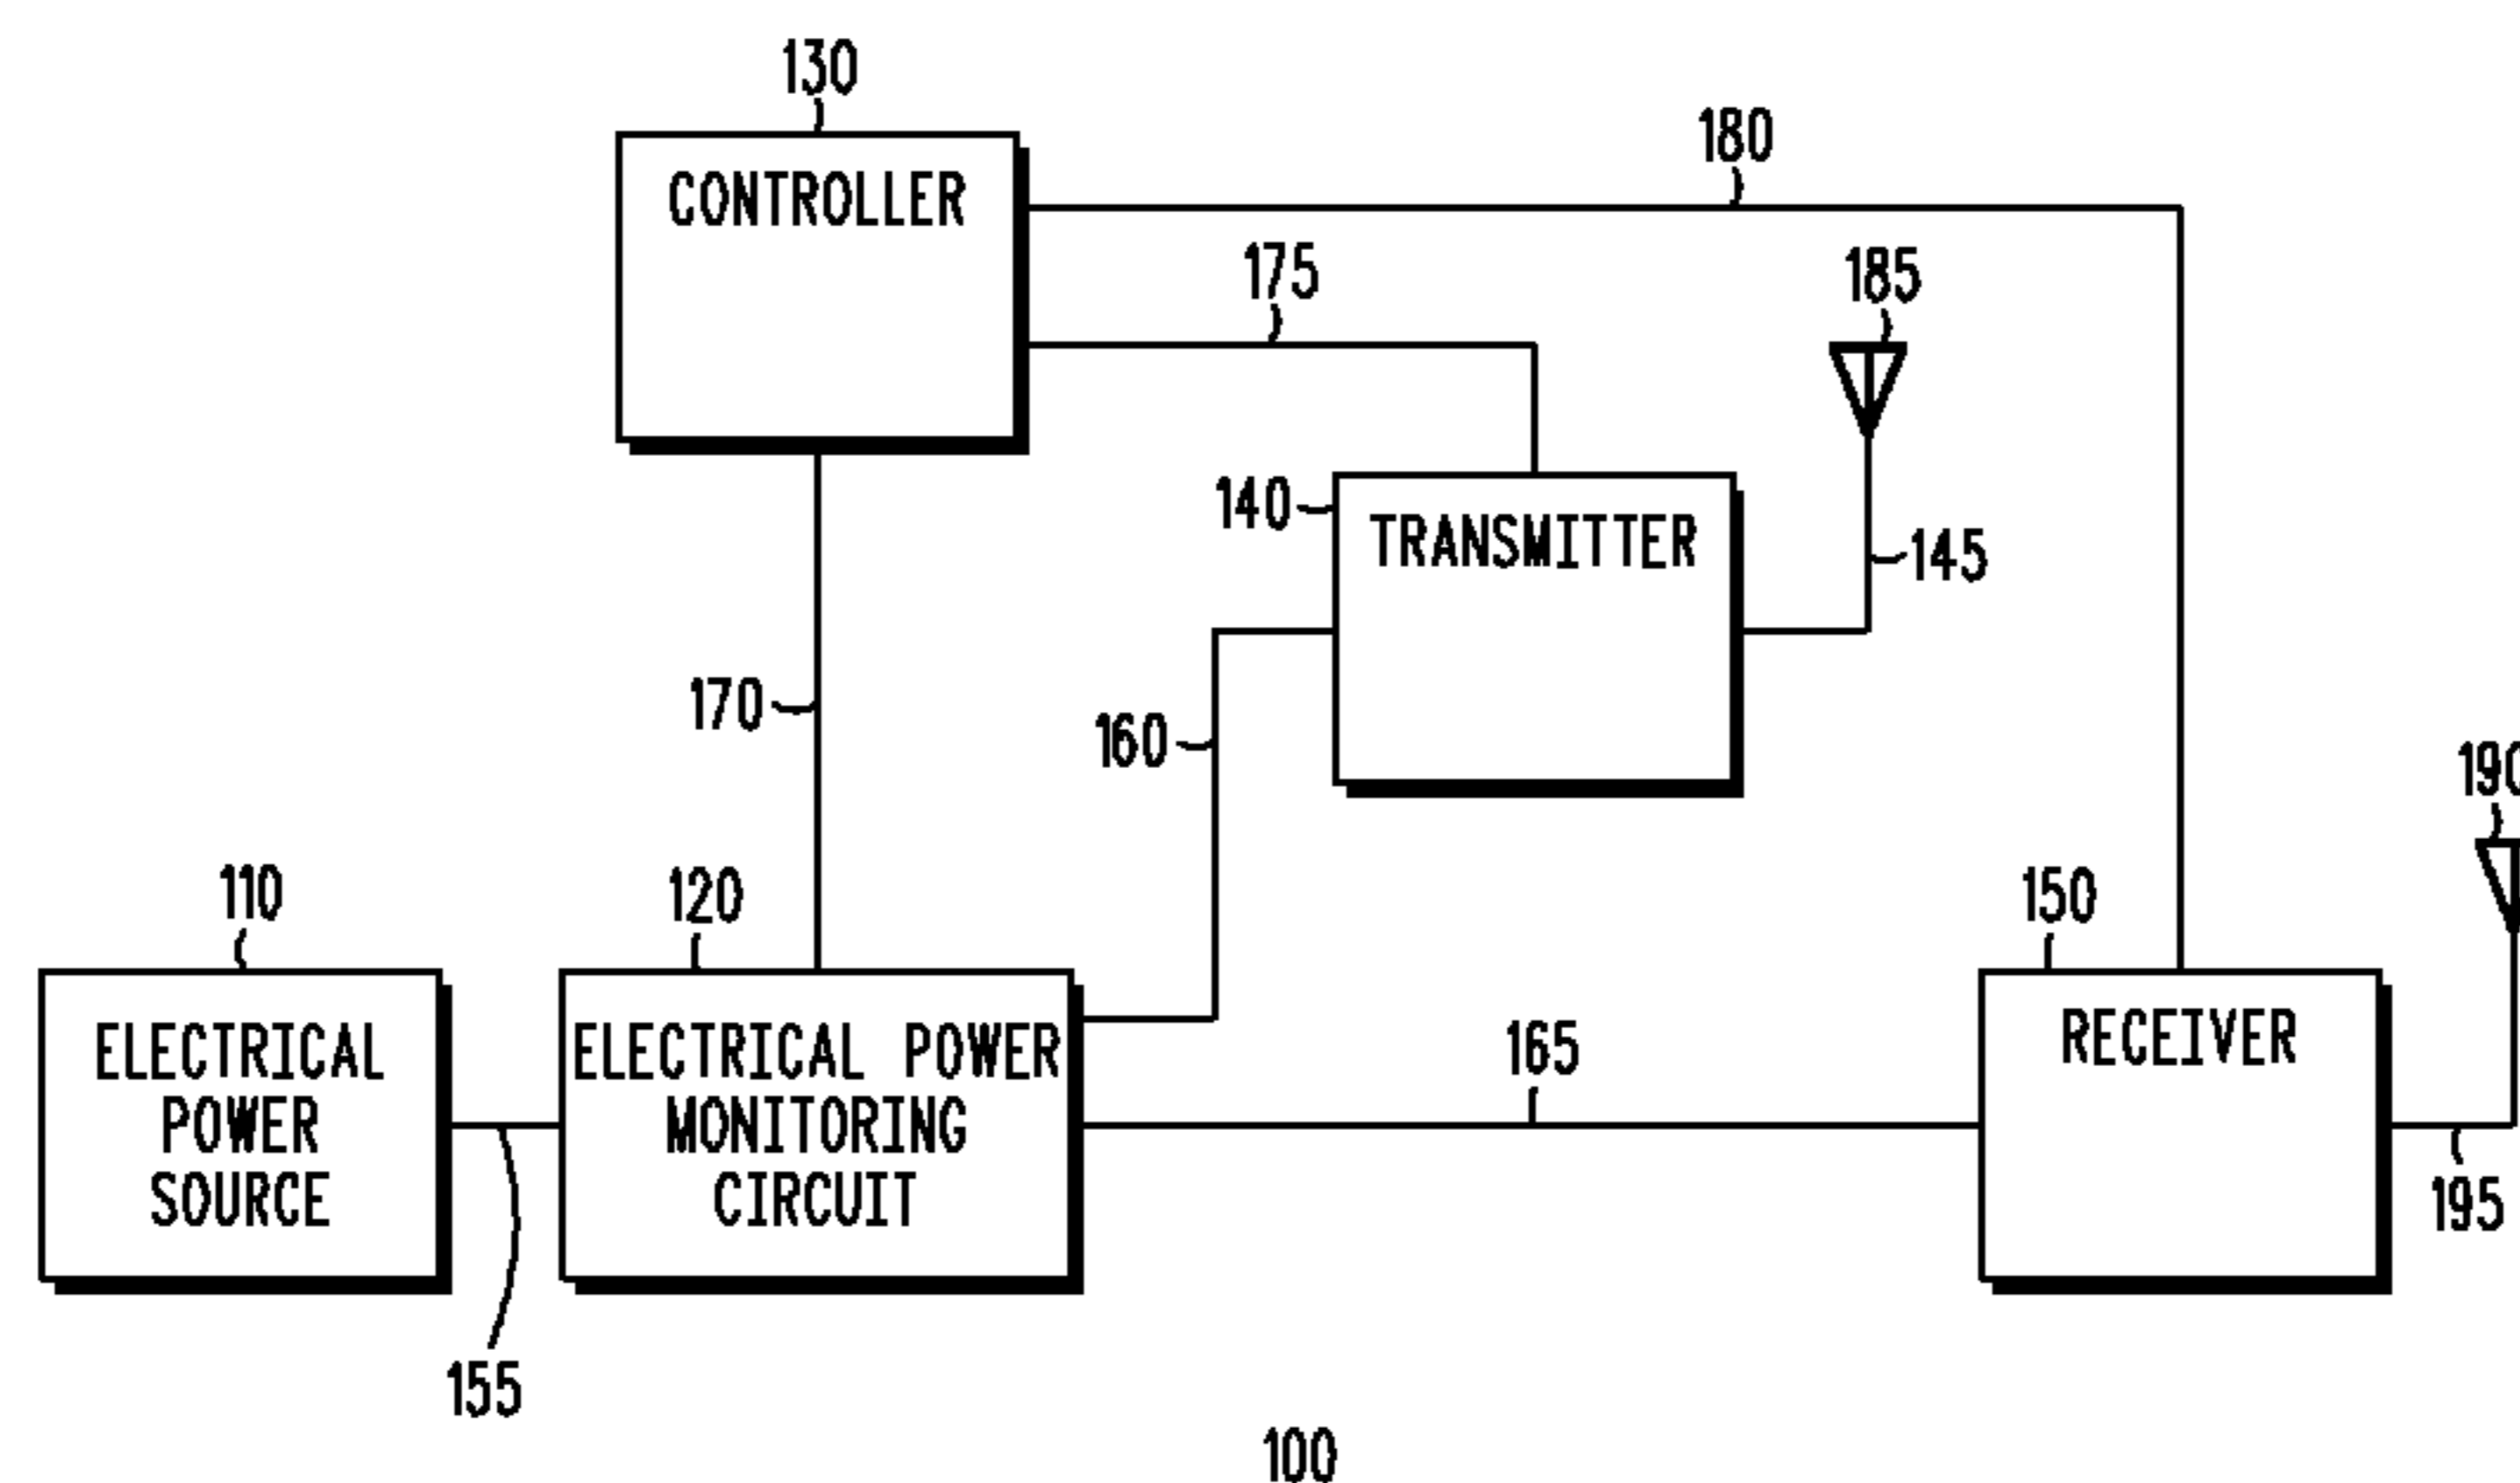 130
CONTROLLER
180
175
185
140
TRANSMITTER
145
170
160
190
110
120
150
ELECTRICAL
POWER
SOURCE
ELECTRICAL POWER
MONITORING
CIRCUIT
165
RECEIVER
195
155
100